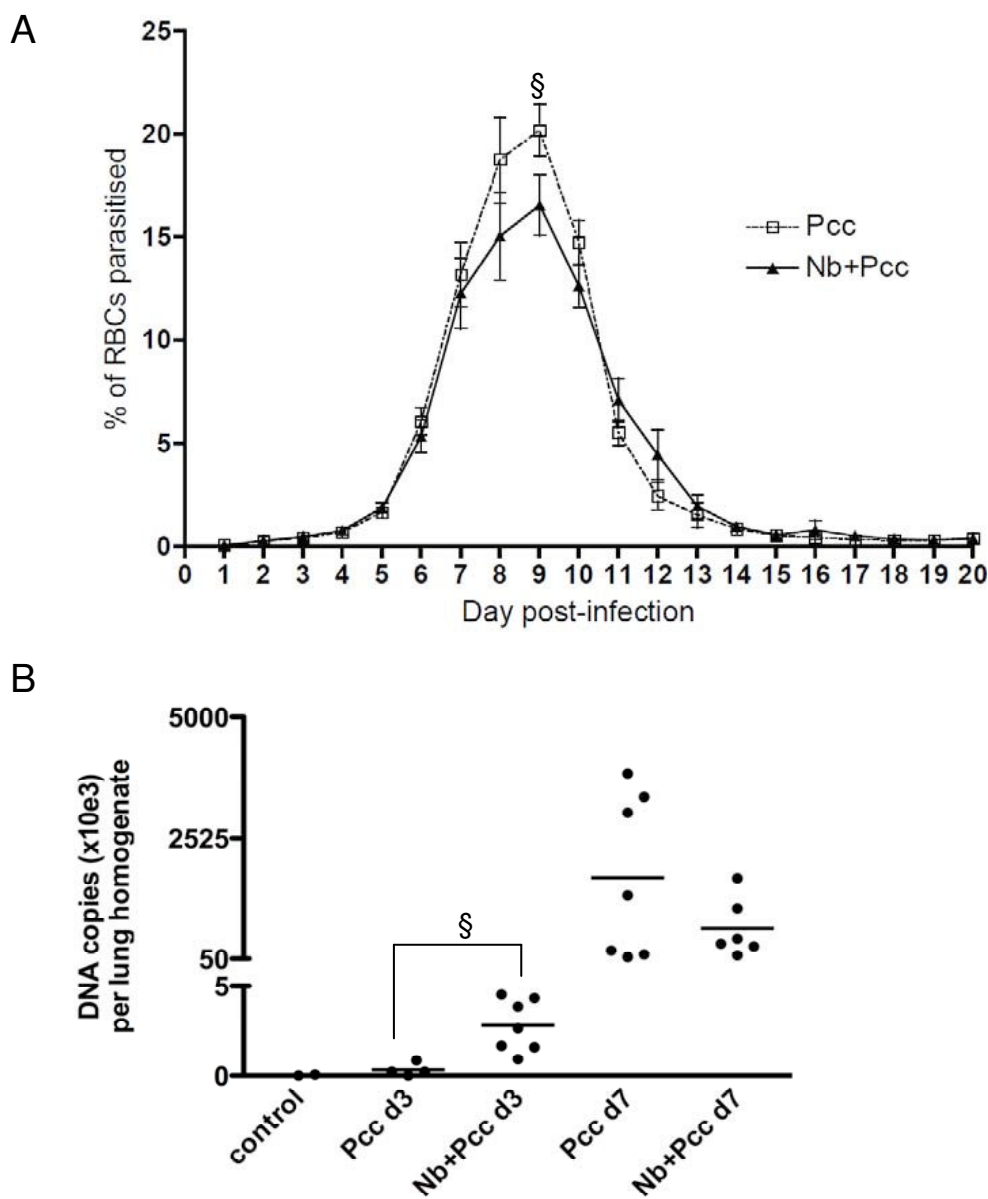 A
25
20
15
10
5
0
% of RBCs parasitised
§
Pcc
Nb+Pcc
0 1 2 3 4 5 6 7 8 9 10 11 12 13 14 15 16 17 18 19 20
Day post-infection
B
5000
2525
50
5
0
DNA copies (x10e3)
per lung homogenate
§
control
Pcc d3
Nb+Pcc d3
Pcc d7
Nb+Pcc d7